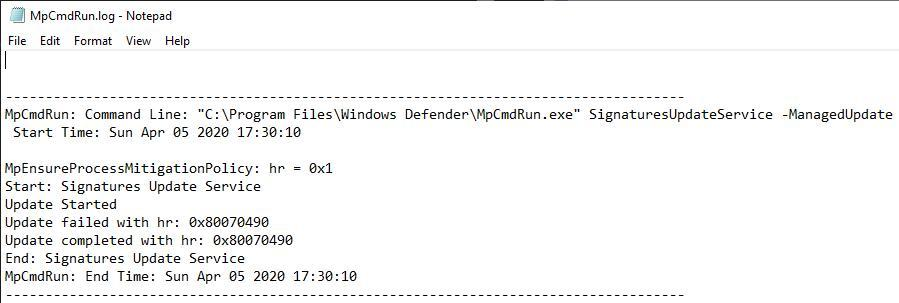 MpCmdRun.log - Notepad
File Edit Format View Help
-------------------------------------------------------------------------------------
MpCmdRun: Command Line: "C:\Program Files\Windows Defender\MpCmdRun.exe" SignaturesUpdateService -ManagedUpdate
Start Time: Sun Apr 05 2020 17:30:10
MpEnsureProcessMitigationPolicy: hr = 0x1
Start: Signatures Update Service
Update Started
Update failed with hr: 0x80070490
Update completed with hr: 0x80070490
End: Signatures Update Service
MpCmdRun: End Time: Sun Apr 05 2020 17:30:10
-------------------------------------------------------------------------------------